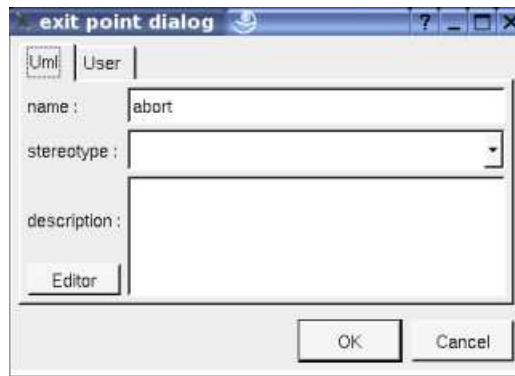 exit point dialog ? _
Uml User
name : abort
stereotype :
description :
Editor
OK Cancel